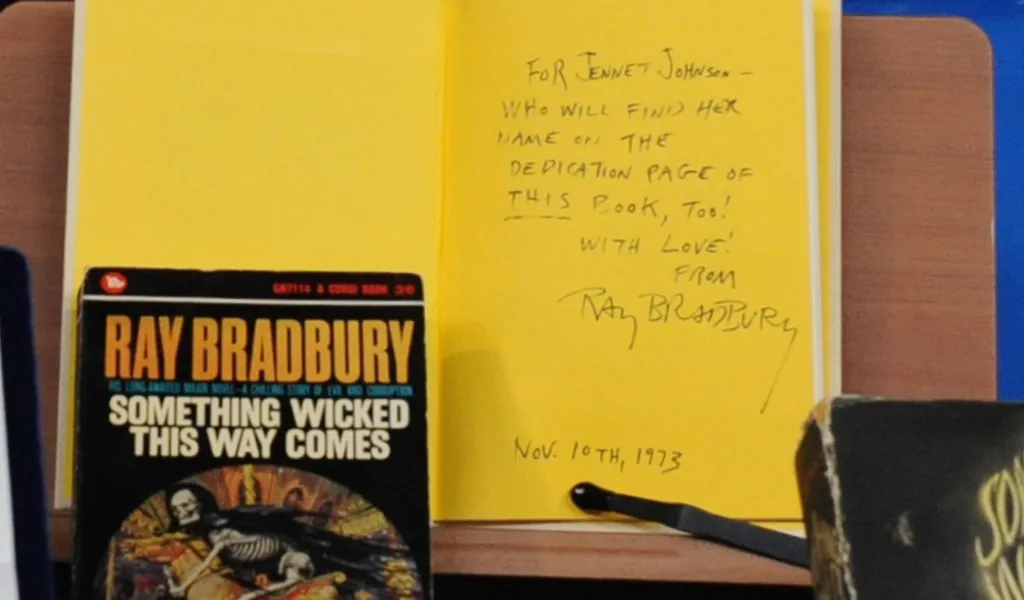 FOR JENNET JOHNSON —
WHO WILL FIND HER
NAME ON THE
DEDICATION PAGE OF
THIS BOOK, TOO!
WITH LOVE!
FROM
RAY BRADBURY
NOV. 10TH, 1973
GN7114 A CORGI BOOK 3/6
RAY BRADBURY
HIS LONG-AWAITED MAJOR NOVEL—A CHILLING STORY OF EVIL AND CORRUPTION
SOMETHING WICKED
THIS WAY COMES